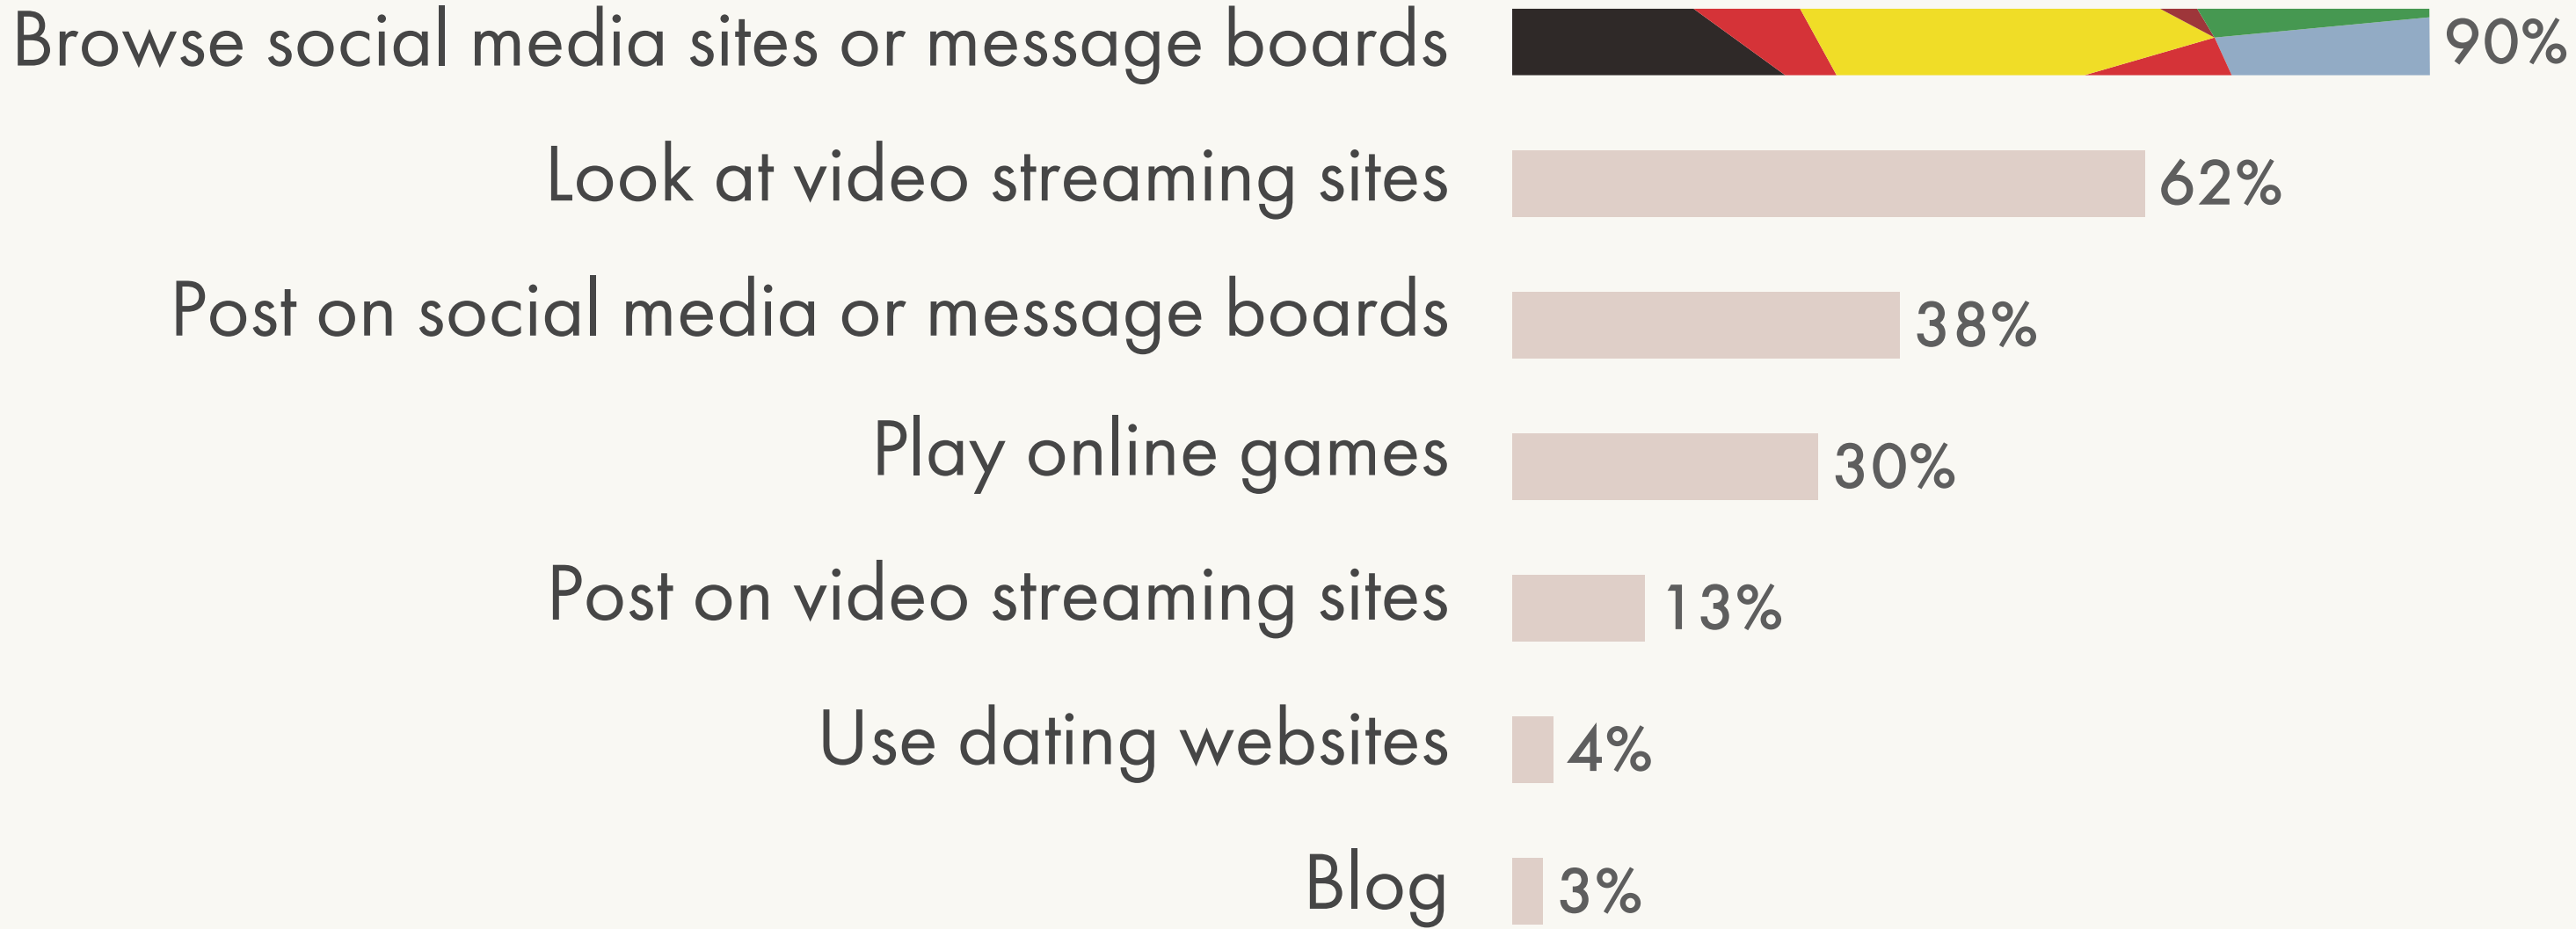 Browse social media sites or message boards 90%
Look at video streaming sites 62%
Post on social media or message boards 38%
Play online games 30%
Post on video streaming sites 13%
Use dating websites 4%
Blog 3%